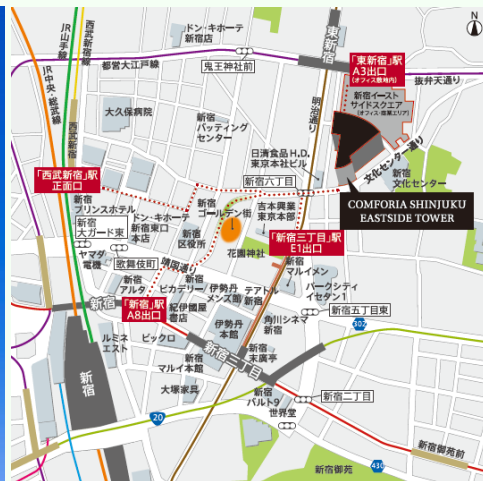 N
ドン・キホーテ
新宿店
JR山手線
西武新宿線
JR中央・総武線
都営大江戸線
鬼王神社前
東新宿
「東新宿」駅
A3出口
(オフィス敷地内)
抜弁天通り
新宿イースト
サイドスクエア
(オフィス・商業エリア)
大久保病院
新宿
バッティング
センター
明治通り
日清食品H.D.
東京本社ビル
文化センター通り
新宿
文化センター
西武新宿
「西武新宿」駅
正面口
新宿六丁目
COMFORIA SHINJUKU
EASTSIDE TOWER
新宿
プリンスホテル
新宿
大ガード東
ドン・キホーテ
新宿東口
本店
新宿
ゴールデン街
吉本興業
東京本部
新宿
区役所
花園神社
「新宿三丁目」駅
E1出口
ヤマダ
電機
歌舞伎町
靖国通り
新宿
アルタ
新宿
ピカデリー
伊勢丹
メンズ館
テアトル
新宿
新宿
マルイメン
パークシティ
イセタン1
新宿
「新宿」駅
A8出口
紀伊國屋
書店
伊勢丹
本館
角川シネマ
新宿
新宿五丁目東
302
ルミネ
エスト
ビックロ
新宿三丁目
新宿
末廣亭
新宿
マルイ本館
新宿
大塚家具
新宿
バルト9
新宿二丁目
世界堂
20
新宿御苑前
新宿御苑
430